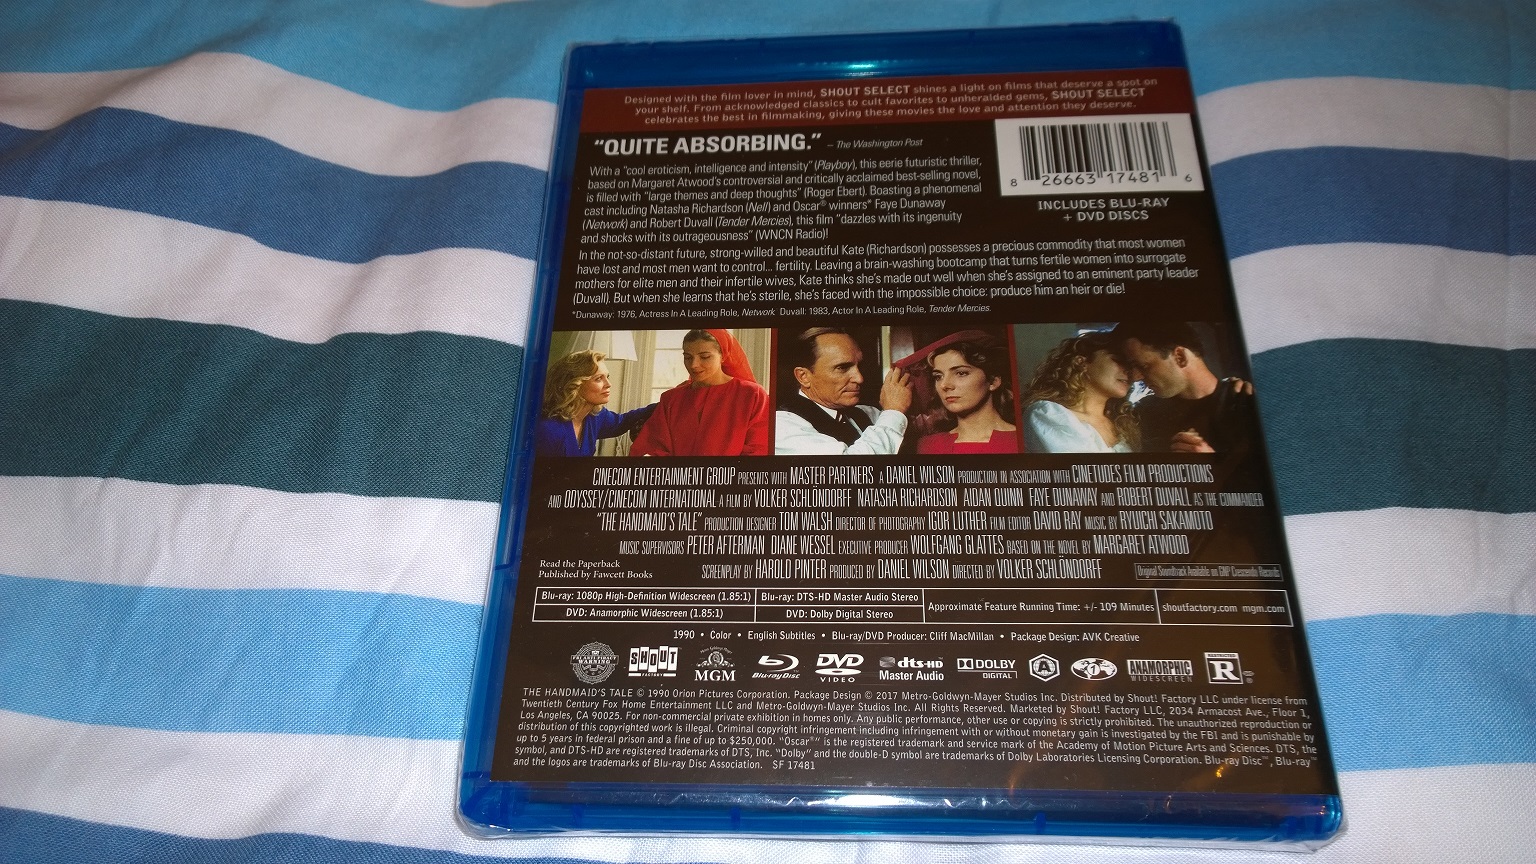 Designed with the film lover in mind, SHOUT SELECT shines a light on films that deserve a spot on
your shelf. From acknowledged classics to cult favorites to unheralded gems, SHOUT SELECT
celebrates the best in filmmaking, giving these movies the love and attention they deserve.
"QUITE ABSORBING." – The Washington Post
With a "cool eroticism, intelligence and intensity" (Playboy), this eerie futuristic thriller,
based on Margaret Atwood's controversial and critically acclaimed best-selling novel,
is filled with "large themes and deep thoughts" (Roger Ebert). Boasting a phenomenal
cast including Natasha Richardson (Nell) and Oscar® winners* Faye Dunaway
(Network) and Robert Duvall (Tender Mercies), this film "dazzles with its ingenuity
and shocks with its outrageousness" (WNCN Radio)!
8 26663 17481 6
INCLUDES BLU-RAY
+ DVD DISCS
In the not-so-distant future, strong-willed and beautiful Kate (Richardson) possesses a precious commodity that most women
have lost and most men want to control... fertility. Leaving a brain-washing bootcamp that turns fertile women into surrogate
mothers for elite men and their infertile wives, Kate thinks she's made out well when she's assigned to an eminent party leader
(Duvall). But when she learns that he's sterile, she's faced with the impossible choice: produce him an heir or die!
*Dunaway: 1976, Actress In A Leading Role, Network Duvall: 1983, Actor In A Leading Role, Tender Mercies.
CINECOM ENTERTAINMENT GROUP PRESENTS WITH MASTER PARTNERS A DANIEL WILSON PRODUCTION IN ASSOCIATION WITH CINETUDES FILM PRODUCTIONS
AND ODYSSEY/CINECOM INTERNATIONAL A FILM BY VOLKER SCHLÖNDORFF NATASHA RICHARDSON AIDAN QUINN FAYE DUNAWAY AND ROBERT DUVALL AS THE COMMANDER
"THE HANDMAID'S TALE" PRODUCTION DESIGNER TOM WALSH DIRECTOR OF PHOTOGRAPHY IGOR LUTHER FILM EDITOR DAVID RAY MUSIC BY RYUICHI SAKAMOTO
MUSIC SUPERVISORS PETER AFTERMAN DIANE WESSEL EXECUTIVE PRODUCER WOLFGANG GLATTES BASED ON THE NOVEL BY MARGARET ATWOOD
SCREENPLAY BY HAROLD PINTER PRODUCED BY DANIEL WILSON DIRECTED BY VOLKER SCHLÖNDORFF
Read the Paperback
Published by Fawcett Books
Original Soundtrack Available on GNP Crescendo Records
Blu-ray: 1080p High-Definition Widescreen (1.85:1)
DVD: Anamorphic Widescreen (1.85:1)
Blu-ray: DTS-HD Master Audio Stereo
DVD: Dolby Digital Stereo
Approximate Feature Running Time: +/- 109 Minutes
shoutfactory.com mgm.com
1990 • Color • English Subtitles • Blu-ray/DVD Producer: Cliff MacMillan • Package Design: AVK Creative
FBI ANTI-PIRACY WARNING
SHOUT! FACTORY
MGM
Blu-ray Disc
DVD VIDEO
dts-HD Master Audio
DOLBY DIGITAL
A
1
ANAMORPHIC WIDESCREEN
RESTRICTED R
THE HANDMAID'S TALE © 1990 Orion Pictures Corporation. Package Design © 2017 Metro-Goldwyn-Mayer Studios Inc. Distributed by Shout! Factory LLC under license from
Twentieth Century Fox Home Entertainment LLC and Metro-Goldwyn-Mayer Studios Inc. All Rights Reserved. Marketed by Shout! Factory LLC, 2034 Armacost Ave., Floor 1,
Los Angeles, CA 90025. For non-commercial private exhibition in homes only. Any public performance, other use or copying is strictly prohibited. The unauthorized reproduction or
distribution of this copyrighted work is illegal. Criminal copyright infringement including infringement with or without monetary gain is investigated by the FBI and is punishable by
up to 5 years in federal prison and a fine of up to $250,000. "Oscar®" is the registered trademark and service mark of the Academy of Motion Picture Arts and Sciences. DTS, the
symbol, and DTS-HD are registered trademarks of DTS, Inc. "Dolby" and the double-D symbol are trademarks of Dolby Laboratories Licensing Corporation. Blu-ray Disc™, Blu-ray™
and the logos are trademarks of Blu-ray Disc Association. SF 17481